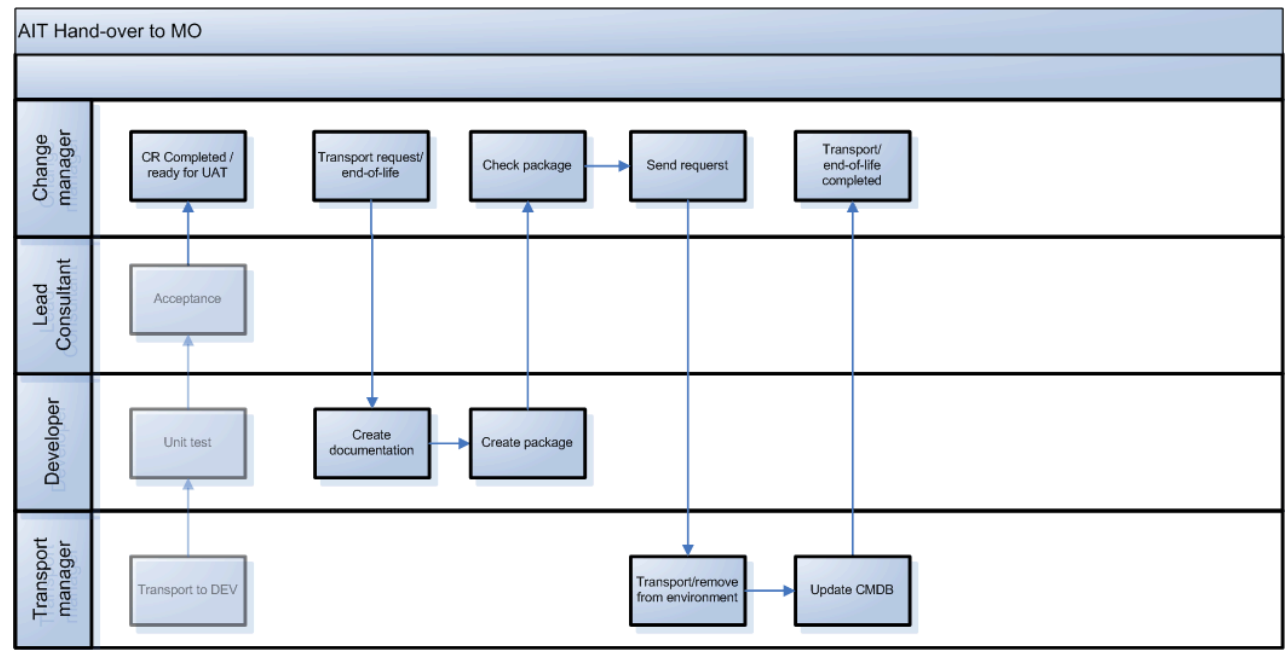 AIT Hand-over to MO
Change
manager
CR Completed /
ready for UAT
Transport request/
end-of-life
Check package
Send requerst
Transport/
end-of-life
completed
Lead
Consultant
Acceptance
Developer
Unit test
Create
documentation
Create package
Transport
manager
Transport to DEV
Transport/remove
from environment
Update CMDB